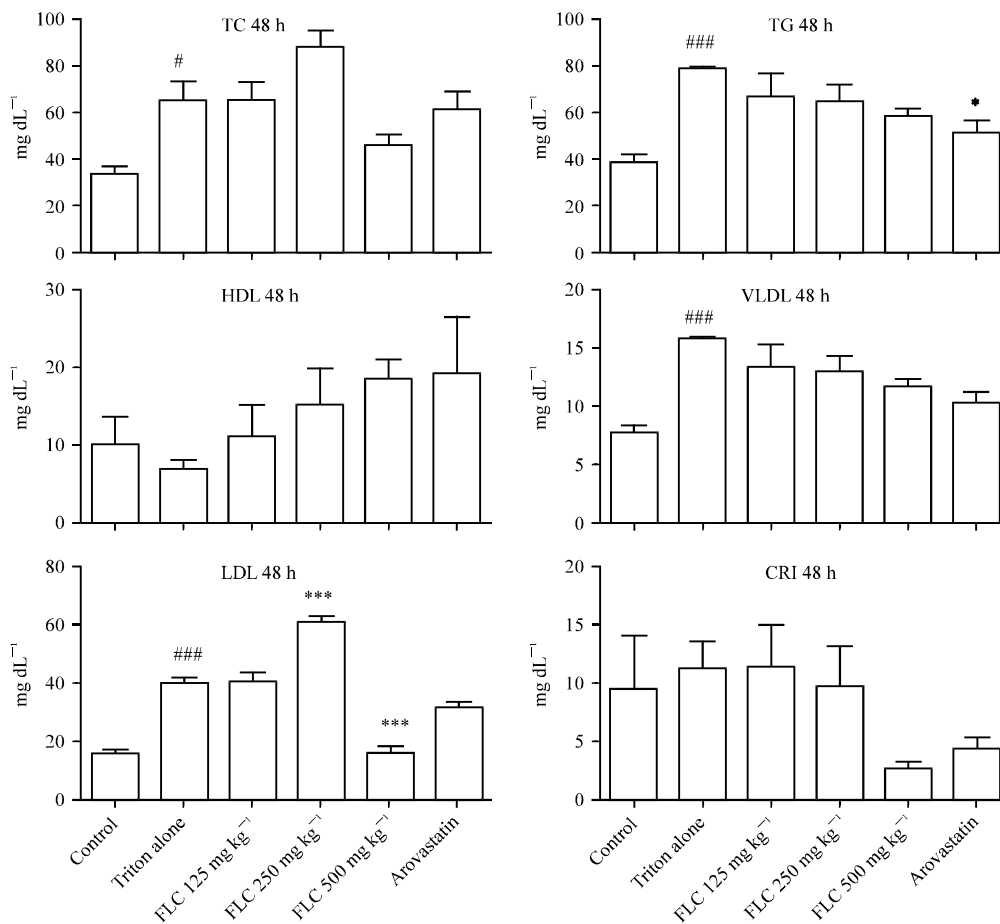 TC 48 h
mg dL⁻¹
100
80
60
40
20
0
#
TG 48 h
mg dL⁻¹
100
80
60
40
20
0
###
*
HDL 48 h
mg dL⁻¹
30
20
10
0
VLDL 48 h
mg dL⁻¹
20
15
10
5
0
###
LDL 48 h
mg dL⁻¹
80
60
40
20
0
###
***
***
Control
Triton alone
FLC 125 mg kg⁻¹
FLC 250 mg kg⁻¹
FLC 500 mg kg⁻¹
Arovastatin
CRI 48 h
mg dL⁻¹
20
15
10
5
0
Control
Triton alone
FLC 125 mg kg⁻¹
FLC 250 mg kg⁻¹
FLC 500 mg kg⁻¹
Arovastatin